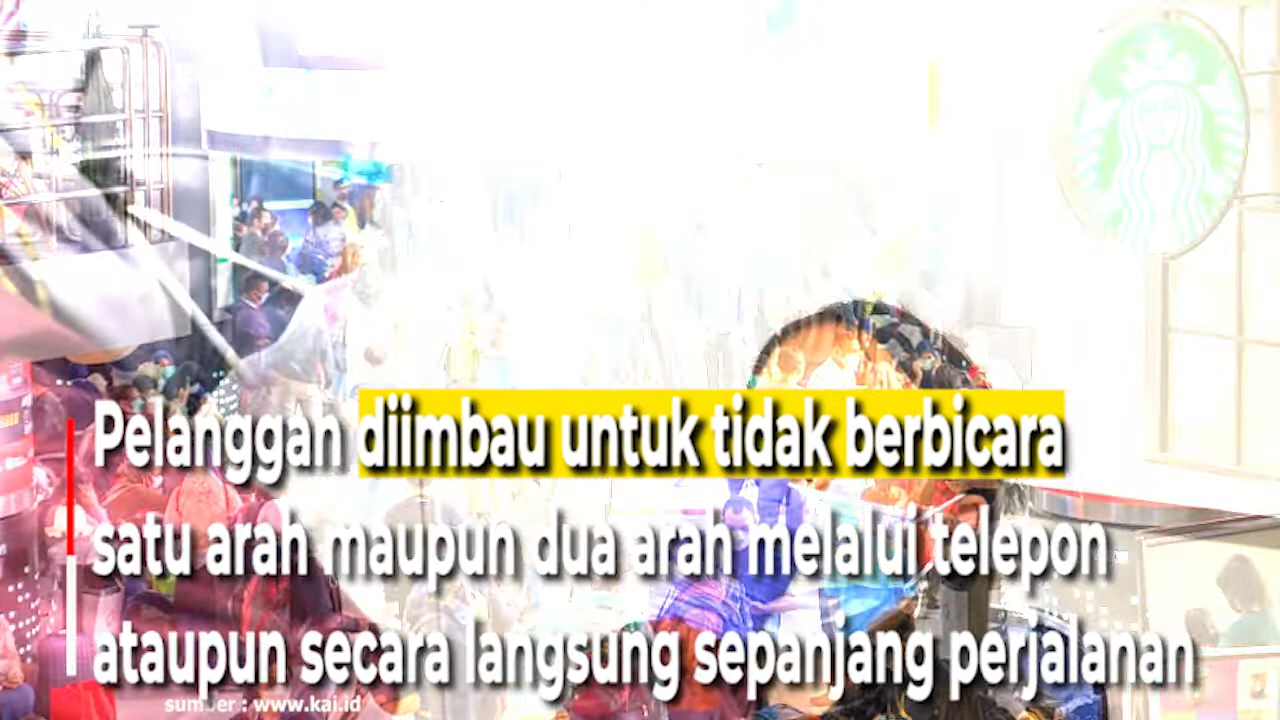 Pelanggan diimbau untuk tidak berbicara
satu arah maupun dua arah melalui telepon
ataupun secara langsung sepanjang perjalanan
sumber : www.kai.id